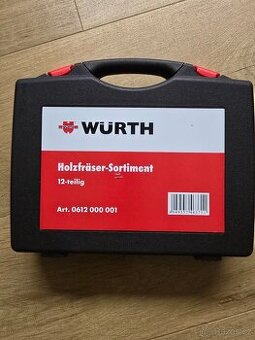 WÜRTH
Holzfräser-Sortiment
12-teilig
Art. 0612 000 001